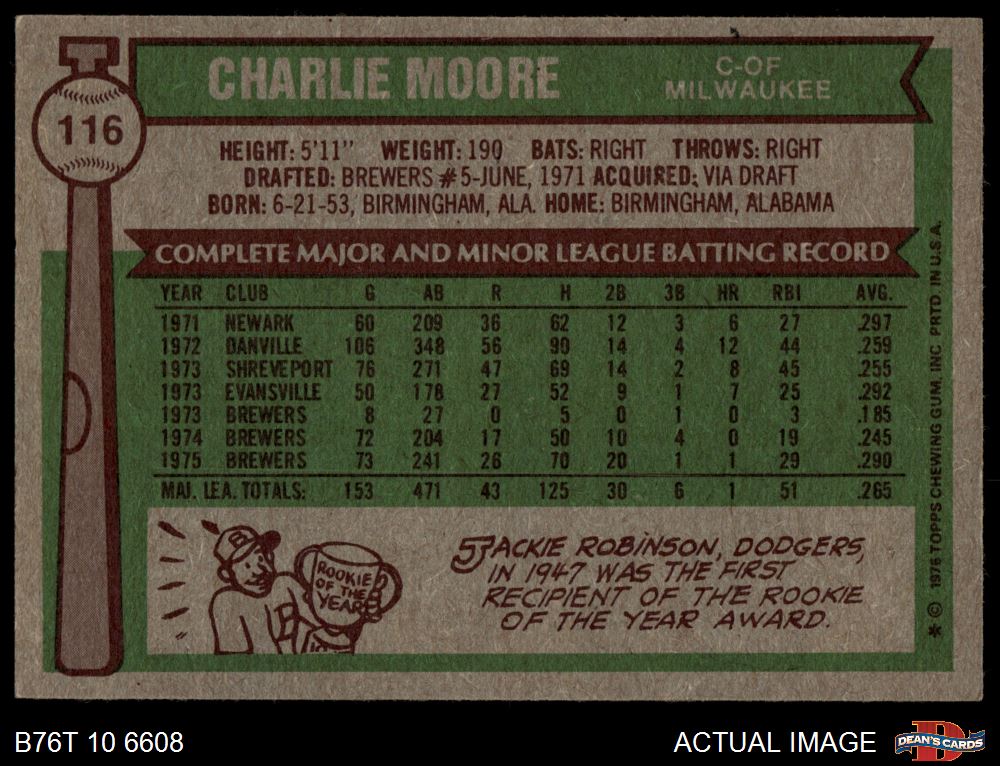 116
CHARLIE MOORE
C-OF
MILWAUKEE
HEIGHT: 5'11" WEIGHT: 190 BATS: RIGHT THROWS: RIGHT
DRAFTED: BREWERS #5-JUNE, 1971 ACQUIRED: VIA DRAFT
BORN: 6-21-53, BIRMINGHAM, ALA. HOME: BIRMINGHAM, ALABAMA
COMPLETE MAJOR AND MINOR LEAGUE BATTING RECORD
YEAR CLUB G AB R H 2B 3B HR RBI AVG.
1971 NEWARK 60 209 36 62 12 3 6 27 .297
1972 DANVILLE 106 348 56 90 14 4 12 44 .259
1973 SHREVEPORT 76 271 47 69 14 2 8 45 .255
1973 EVANSVILLE 50 178 27 52 9 1 7 25 .292
1973 BREWERS 8 27 0 5 0 1 0 3 .185
1974 BREWERS 72 204 17 50 10 4 0 19 .245
1975 BREWERS 73 241 26 70 20 1 1 29 .290
MAJ. LEA. TOTALS: 153 471 43 125 30 6 1 51 .265
ROOKIE
OF THE
YEAR
JACKIE ROBINSON, DODGERS,
IN 1947 WAS THE FIRST
RECIPIENT OF THE ROOKIE
OF THE YEAR AWARD.
* © 1976 TOPPS CHEWING GUM, INC. PRTD IN U.S.A.
B76T 10 6608
ACTUAL IMAGE
DEAN'S CARDS